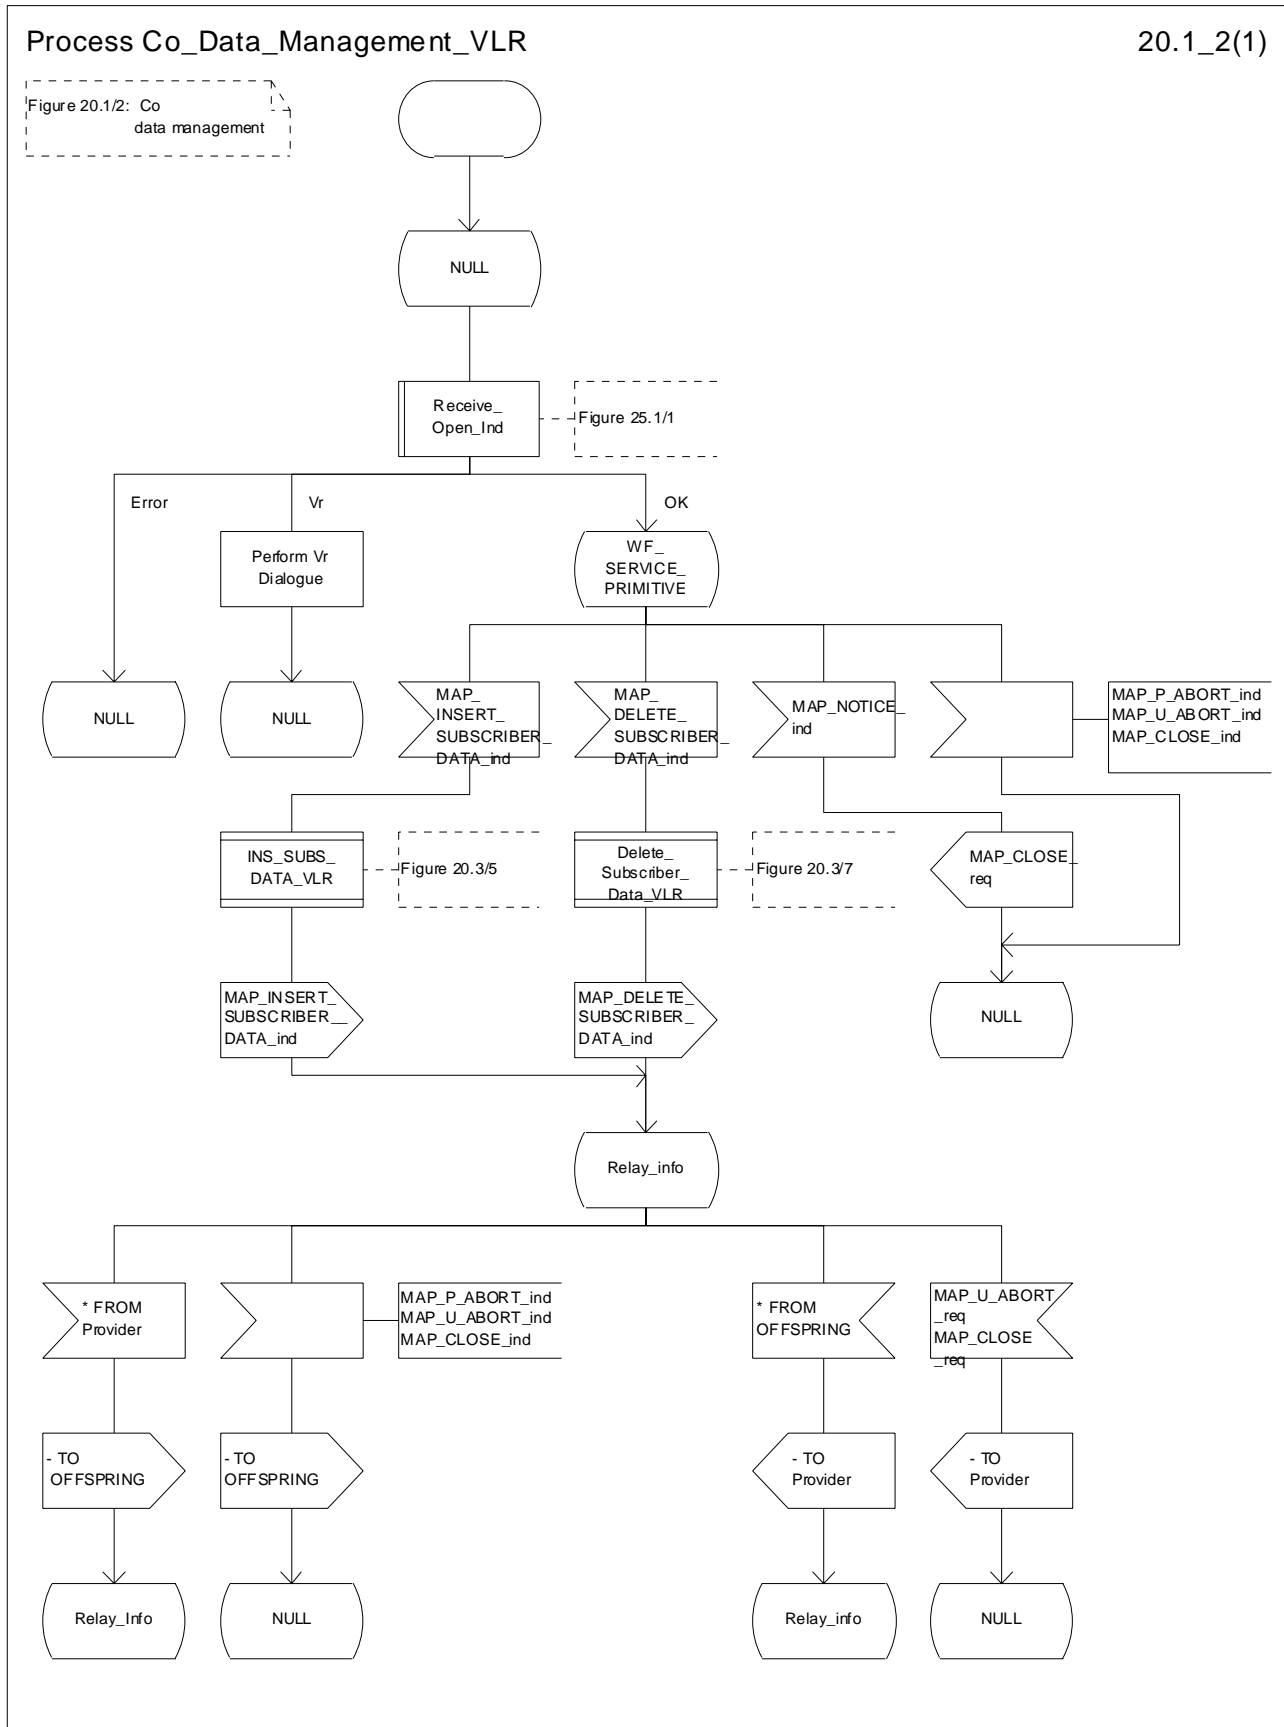 Process Co_Data_Management_VLR
20.1_2(1)
Figure 20.1/2: Co
data management
NULL
Receive_
Open_Ind
Figure 25.1/1
Error
Vr
OK
Perform Vr
Dialogue
WF_
SERVICE_
PRIMITIVE
NULL
NULL
MAP_
INSERT_
SUBSCRIBER_
DATA_ind
MAP_
DELETE_
SUBSCRIBER_
DATA_ind
MAP_NOTICE_
ind
MAP_P_ABORT_ind
MAP_U_ABORT_ind
MAP_CLOSE_ind
INS_SUBS_
DATA_VLR
Figure 20.3/5
Delete_
Subscriber_
Data_VLR
Figure 20.3/7
MAP_CLOSE_
req
MAP_INSERT_
SUBSCRIBER__
DATA_ind
MAP_DELETE_
SUBSCRIBER_
DATA_ind
NULL
Relay_info
* FROM
Provider
MAP_P_ABORT_ind
MAP_U_ABORT_ind
MAP_CLOSE_ind
* FROM
OFFSPRING
MAP_U_ABORT
_req
MAP_CLOSE
_req
- TO
OFFSPRING
- TO
OFFSPRING
- TO
Provider
- TO
Provider
Relay_Info
NULL
Relay_info
NULL